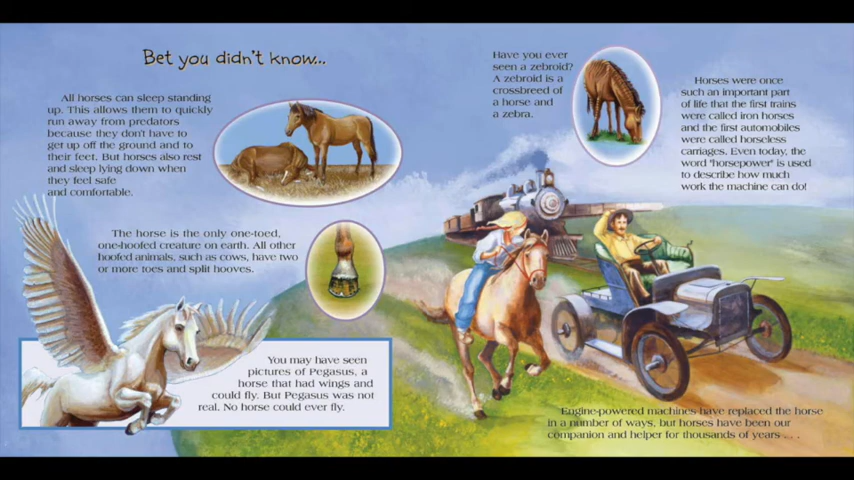 Bet you didn't know...
All horses can sleep standing
up. This allows them to quickly
run away from predators
because they don't have to
get up off the ground and to
their feet. But horses also rest
and sleep lying down when
they feel safe
and comfortable.
The horse is the only one-toed,
one-hoofed creature on earth. All other
hoofed animals, such as cows, have two
or more toes and split hooves.
You may have seen
pictures of Pegasus, a
horse that had wings and
could fly. But Pegasus was not
real. No horse could ever fly.
Have you ever
seen a zebroid?
A zebroid is a
crossbreed of
a horse and
a zebra.
Horses were once
such an important part
of life that the first trains
were called iron horses
and the first automobiles
were called horseless
carriages. Even today, the
word "horsepower" is used
to describe how much
work the machine can do!
Engine-powered machines have replaced the horse
in a number of ways, but horses have been our
companion and helper for thousands of years . . .